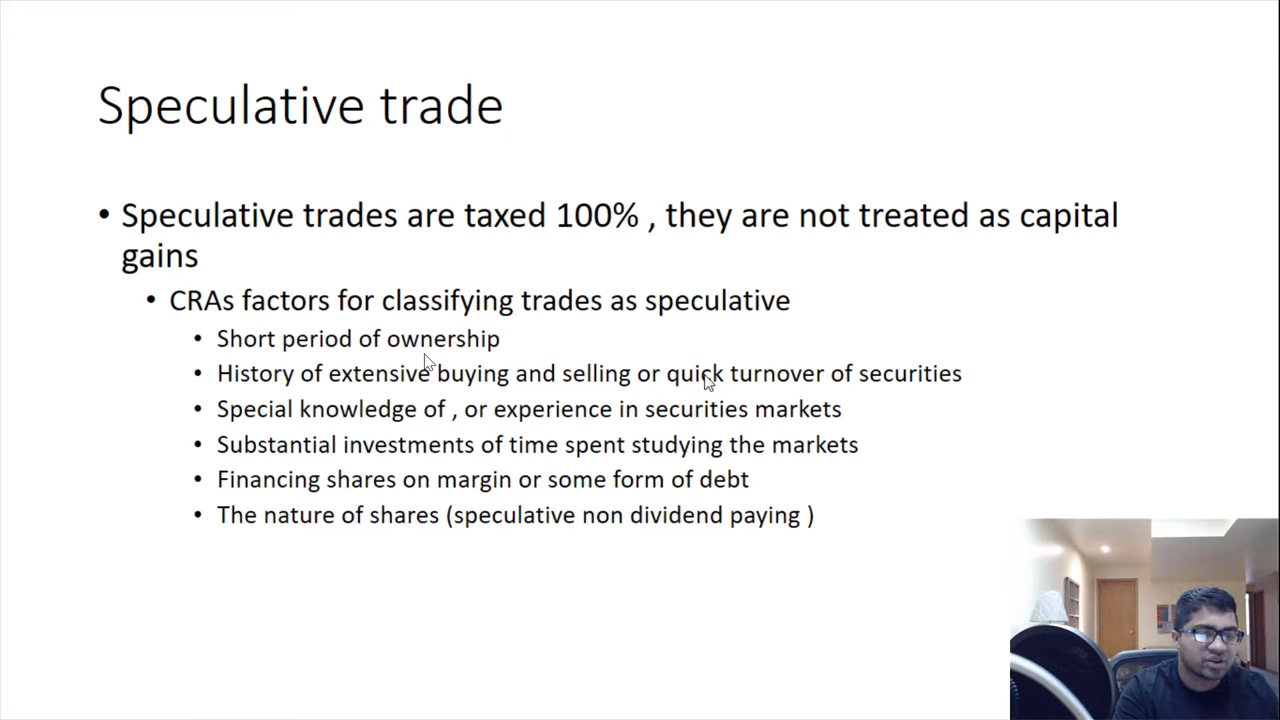 Speculative trade
• Speculative trades are taxed 100% , they are not treated as capital
gains
• CRAs factors for classifying trades as speculative
• Short period of ownership
• History of extensive buying and selling or quick turnover of securities
• Special knowledge of , or experience in securities markets
• Substantial investments of time spent studying the markets
• Financing shares on margin or some form of debt
• The nature of shares (speculative non dividend paying )